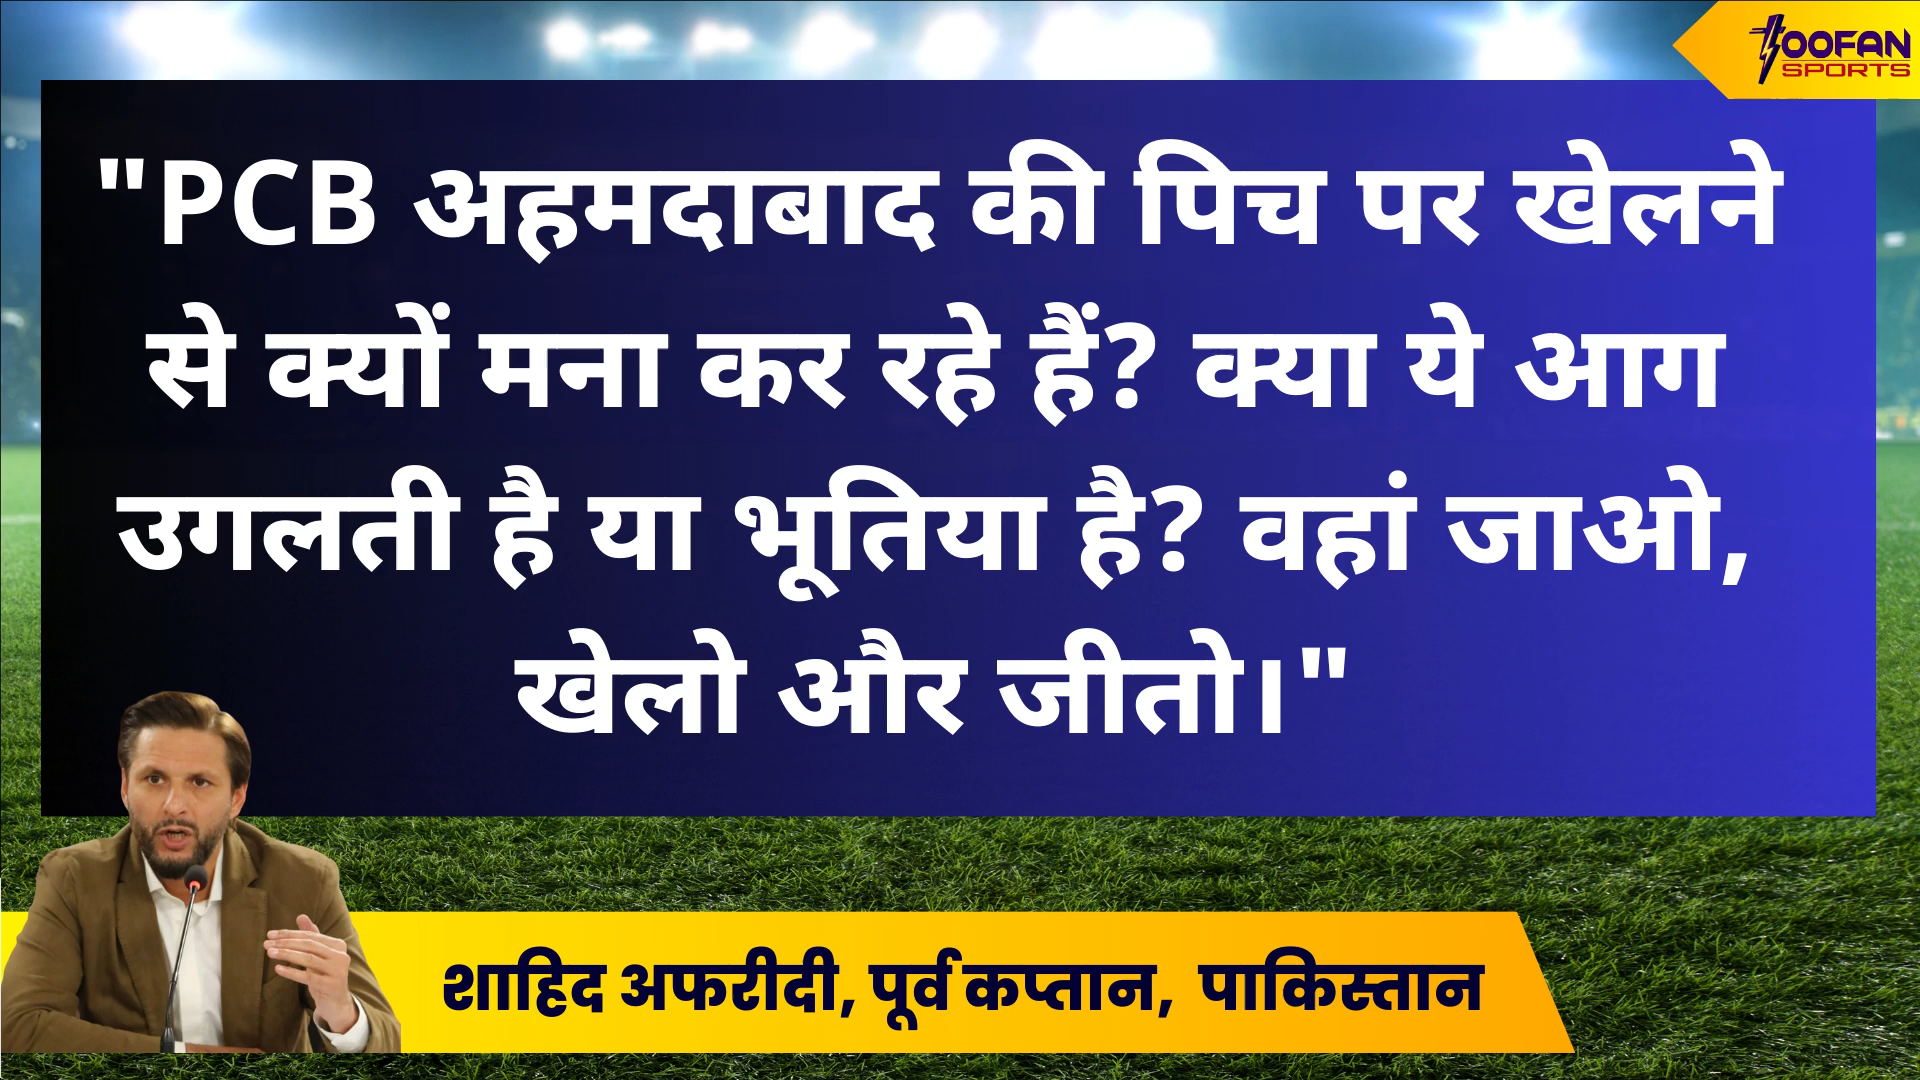 TOOFAN
SPORTS
"PCB अहमदाबाद की पिच पर खेलने
से क्यों मना कर रहे हैं? क्या ये आग
उगलती है या भूतिया है? वहां जाओ,
खेलो और जीतो।"
शाहिद अफरीदी, पूर्व कप्तान, पाकिस्तान